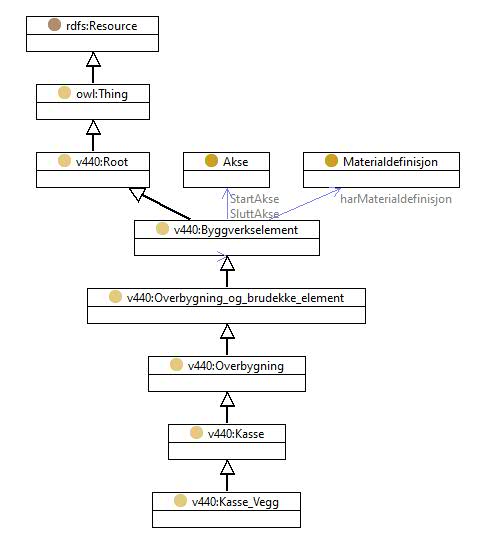 rdfs:Resource
owl:Thing
v440:Root
Akse
Materialdefinisjon
StartAkse
SluttAkse
harMaterialdefinisjon
v440:Byggverkselement
v440:Overbygning_og_brudekke_element
v440:Overbygning
v440:Kasse
v440:Kasse_Vegg